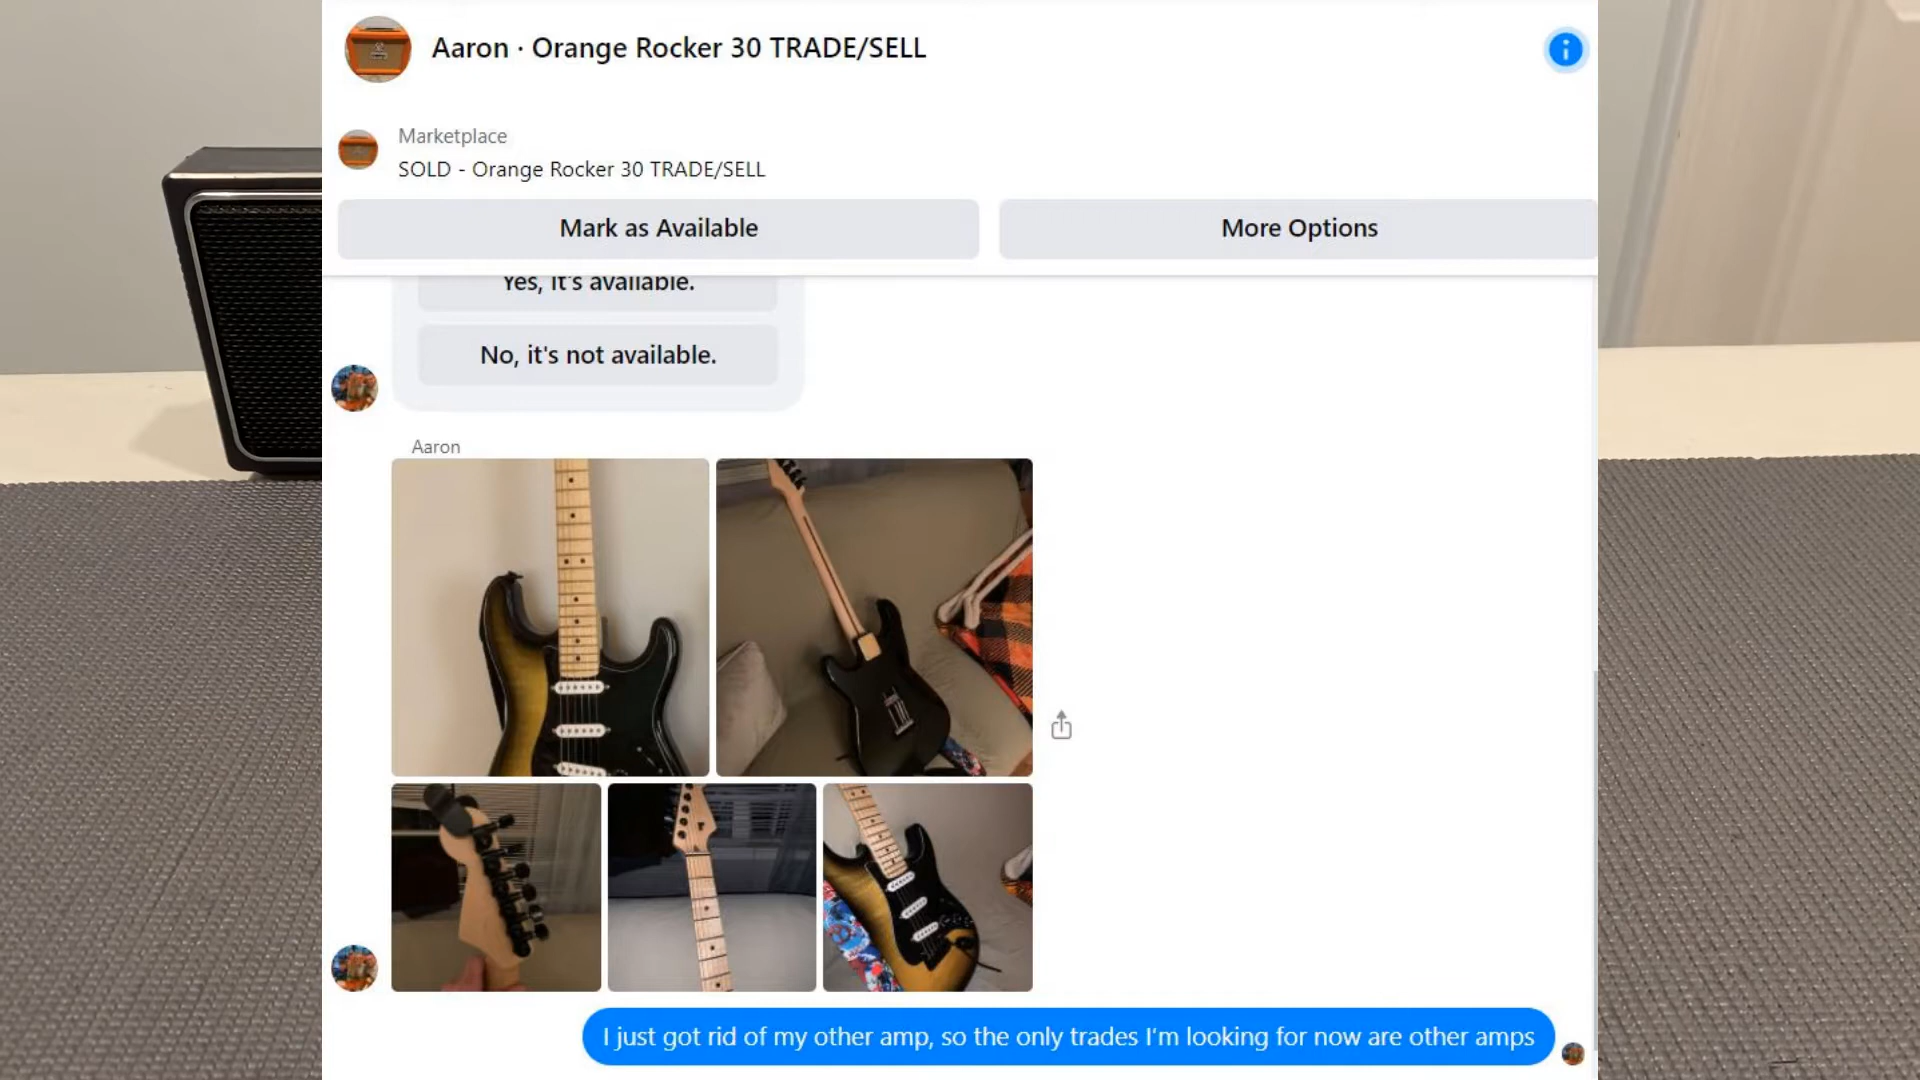 Aaron · Orange Rocker 30 TRADE/SELL
Marketplace
SOLD - Orange Rocker 30 TRADE/SELL
Mark as Available
More Options
Yes, it's available.
No, it's not available.
Aaron
I just got rid of my other amp, so the only trades I'm looking for now are other amps